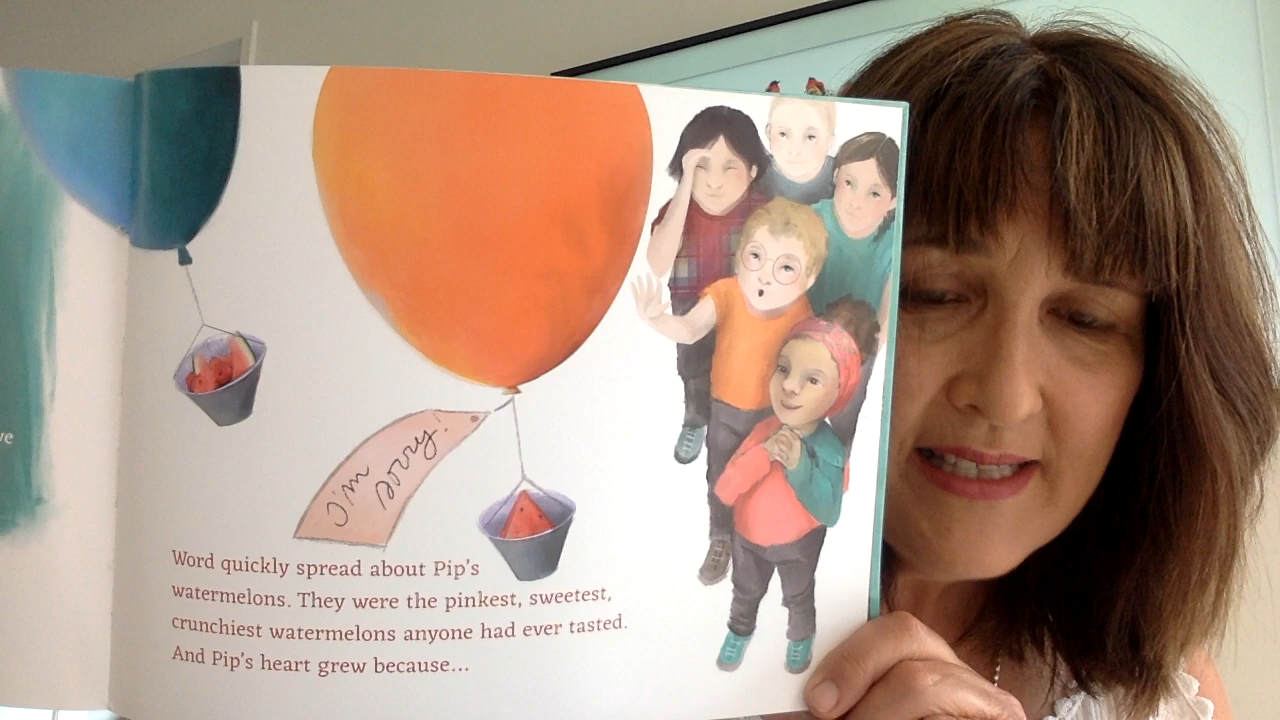 I'm
sorry!
Word quickly spread about Pip's
watermelons. They were the pinkest, sweetest,
crunchiest watermelons anyone had ever tasted.
And Pip's heart grew because...